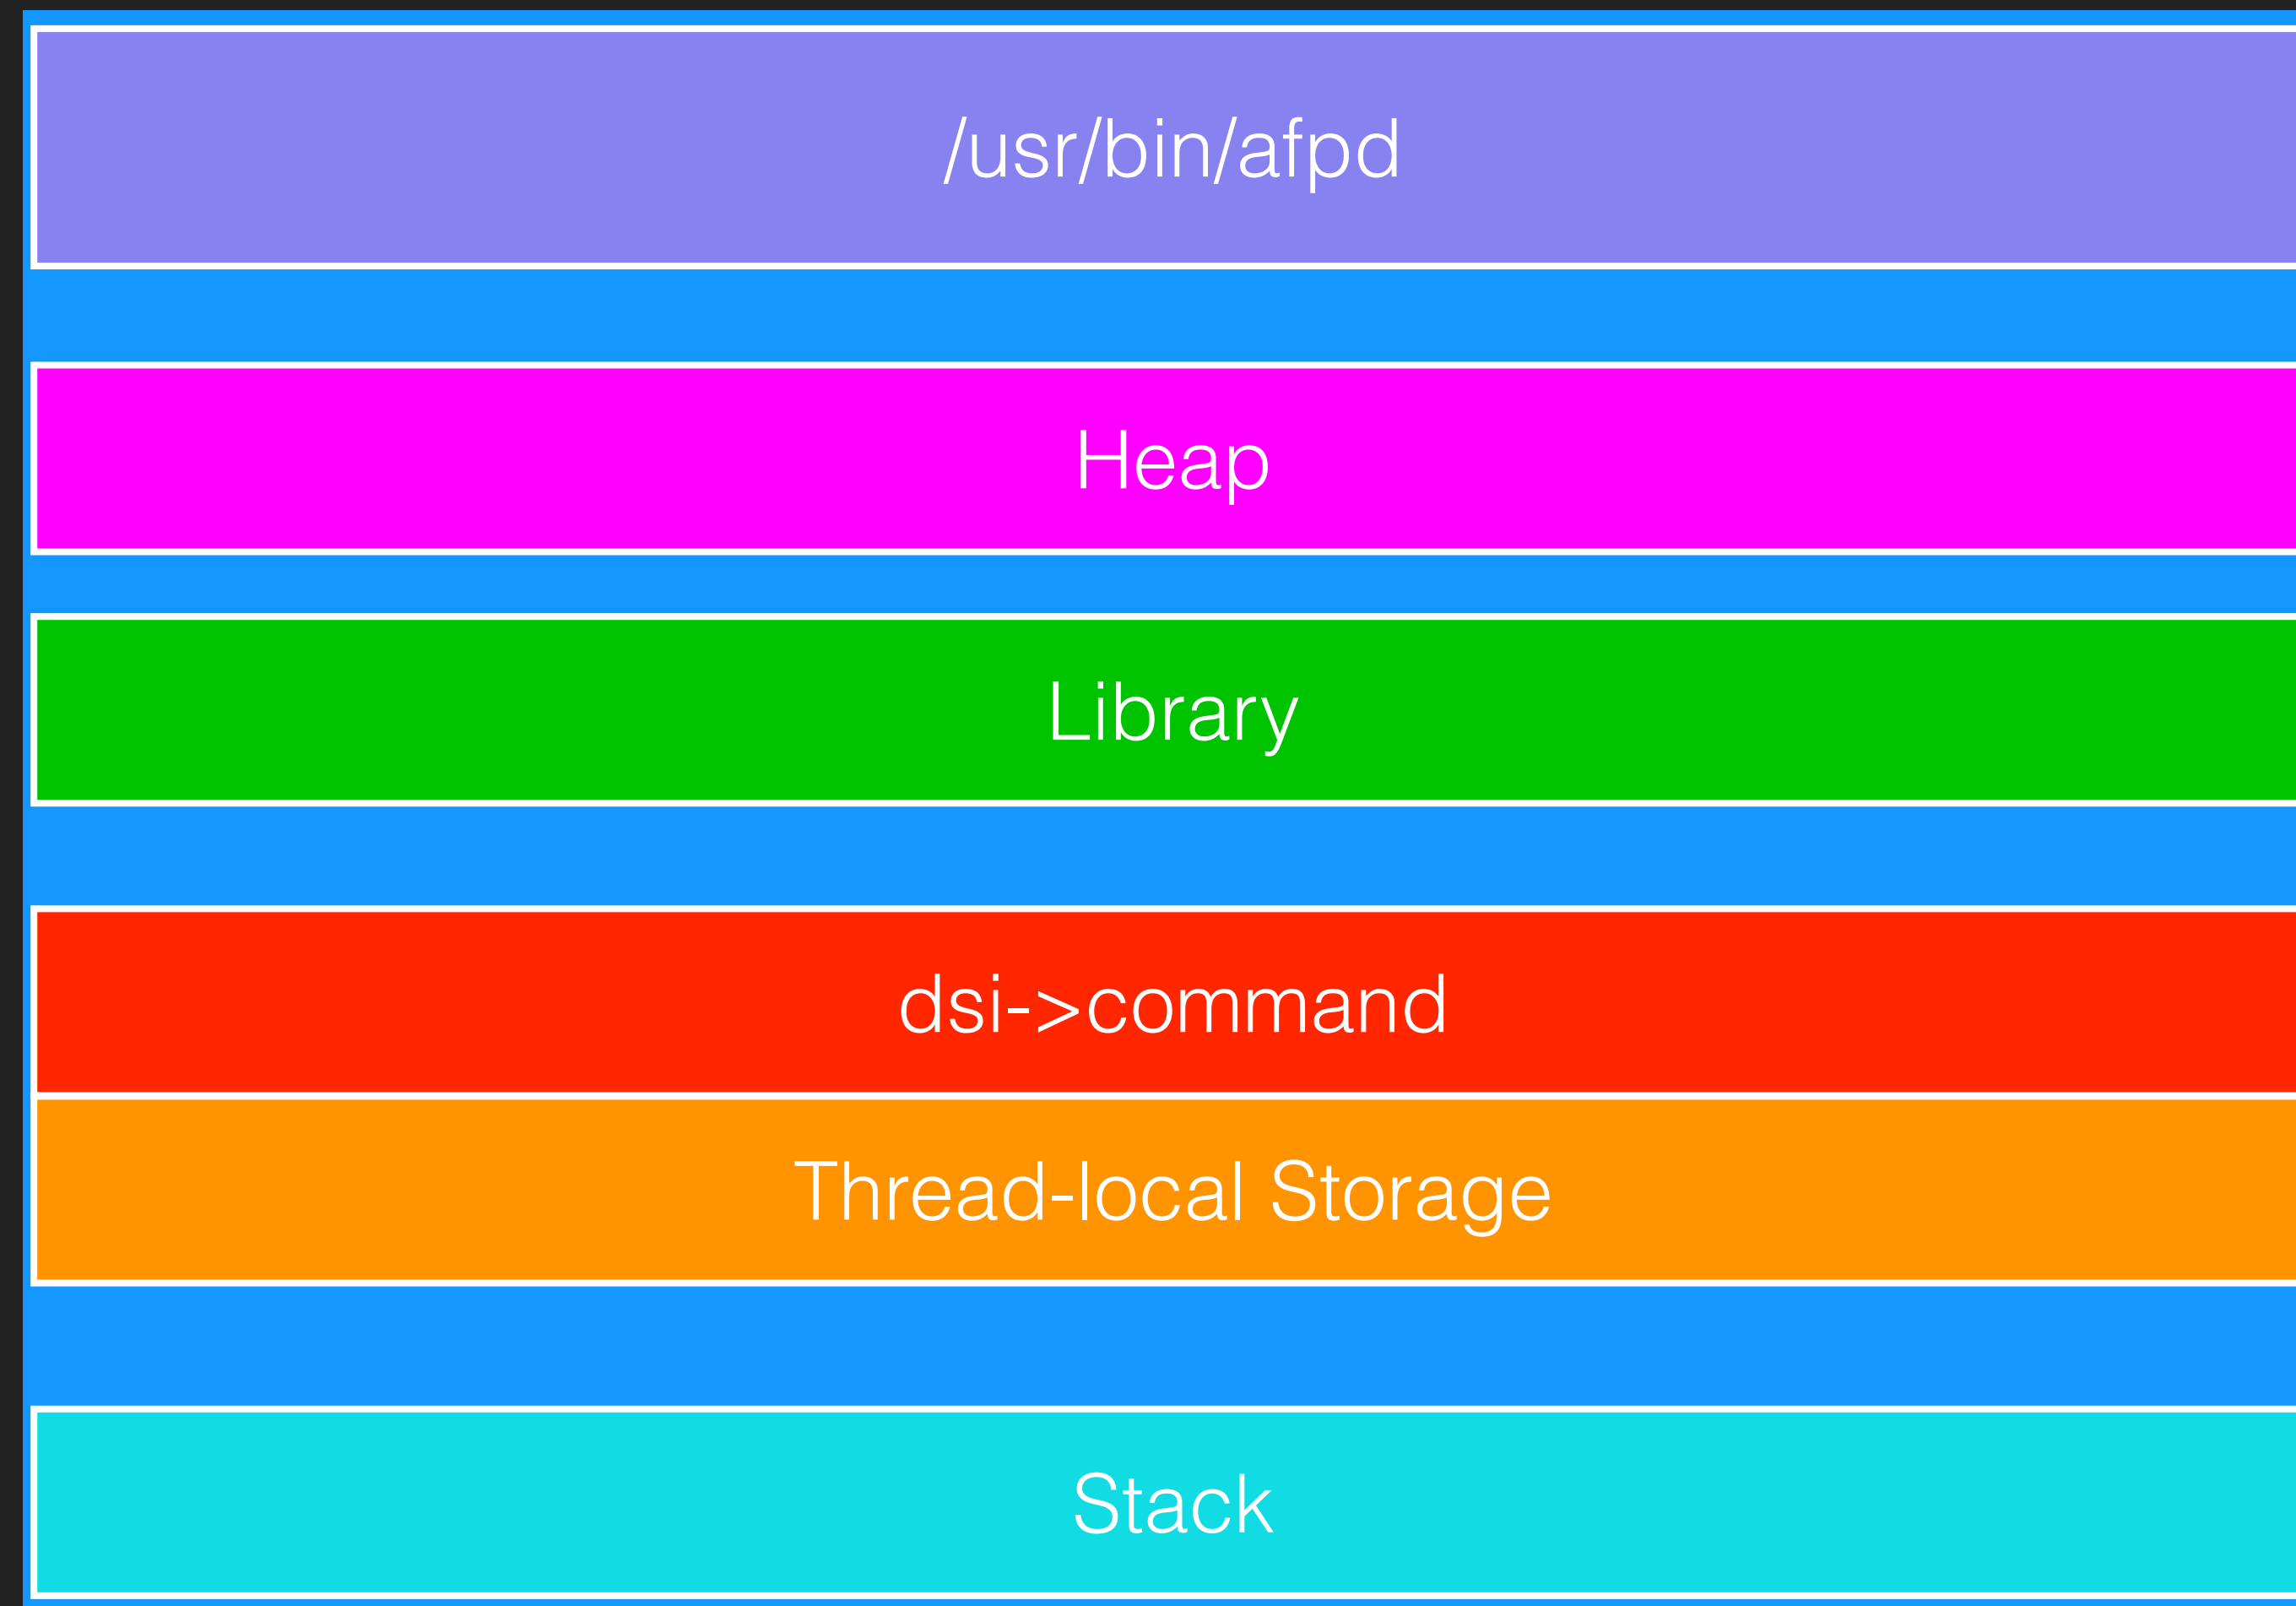 /usr/bin/afpd
Heap
Library
dsi->command
Thread-local Storage
Stack